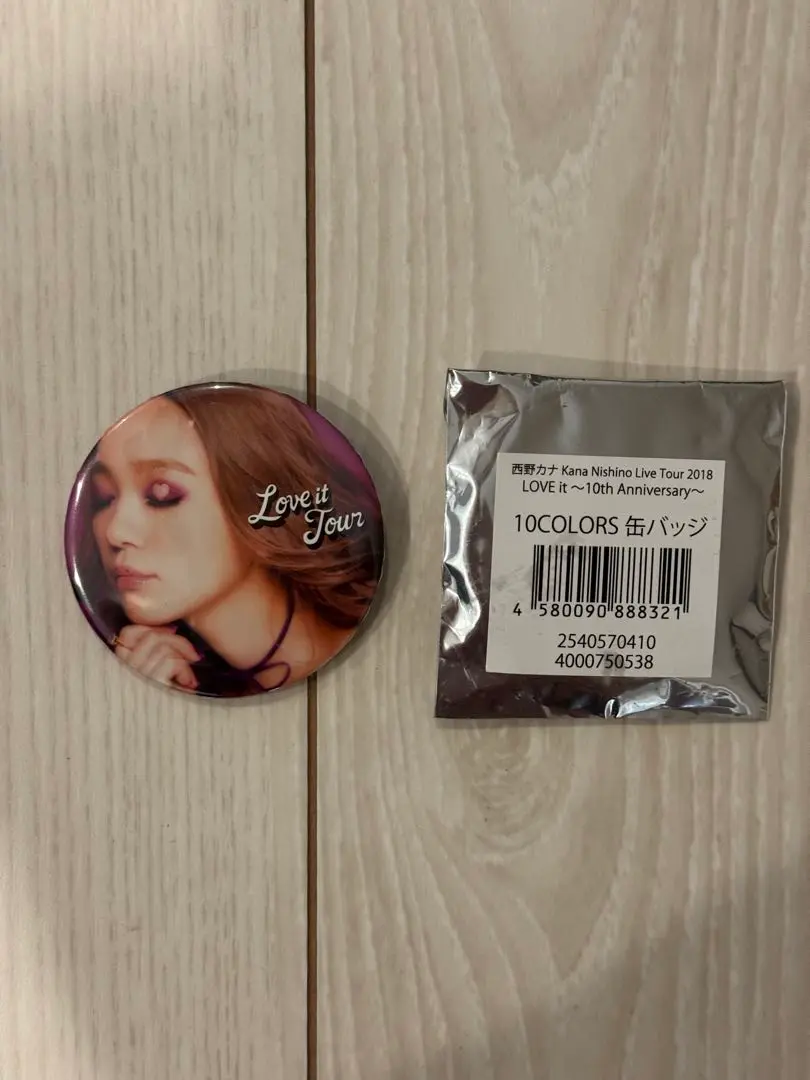 Love it
Tour
西野カナ Kana Nishino Live Tour 2018
LOVE it ～10th Anniversary～
10COLORS 缶バッジ
4 580090 888321
2540570410
4000750538